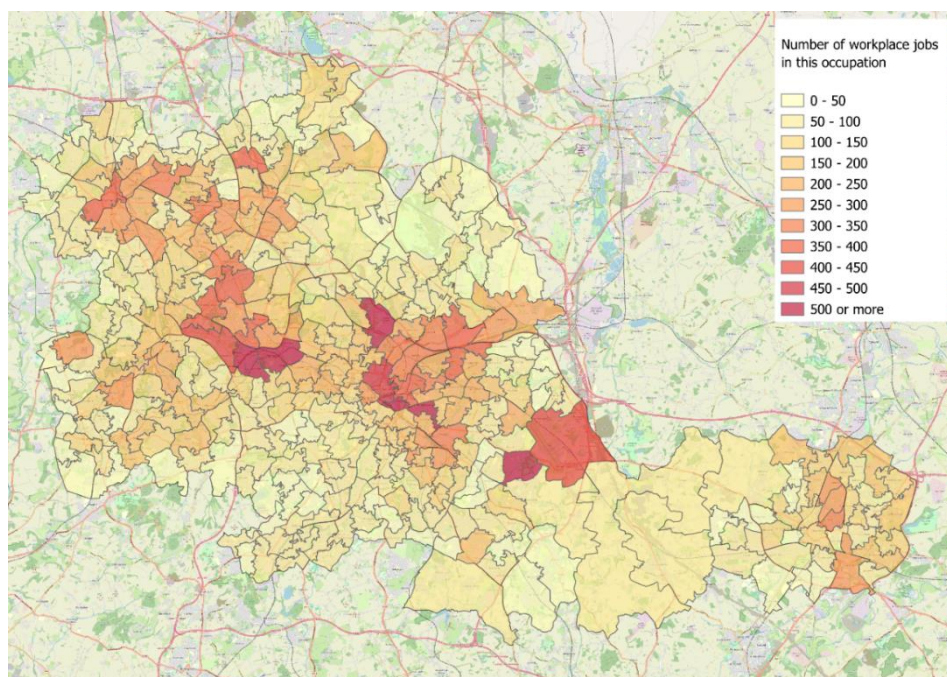 Number of workplace jobs
in this occupation
0 - 50
50 - 100
100 - 150
150 - 200
200 - 250
250 - 300
300 - 350
350 - 400
400 - 450
450 - 500
500 or more